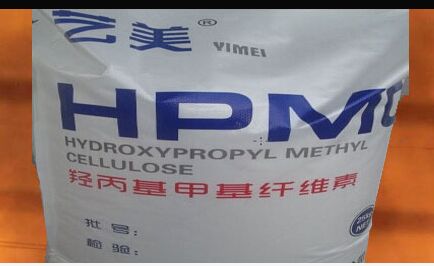 艺美®
YIMEI
HPMC
HYDROXYPROPYL METHYL
CELLULOSE
羟丙基甲基纤维素
批号：
检验：